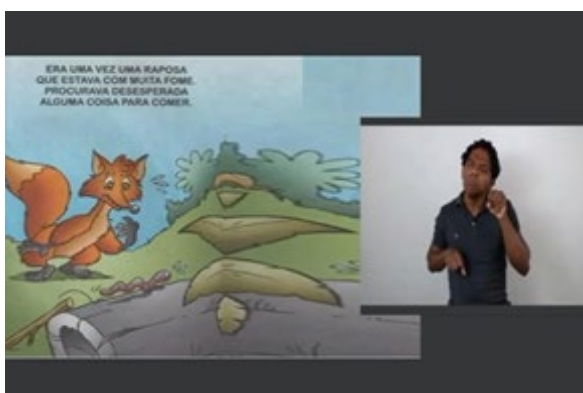 ERA UMA VEZ UMA RAPOSA
QUE ESTAVA COM MUITA FOME.
PROCURAVA DESESPERADA
ALGUMA COISA PARA COMER.